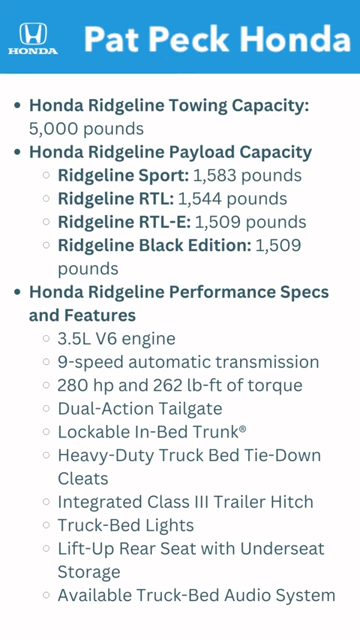 HONDA
Pat Peck Honda
• Honda Ridgeline Towing Capacity:
5,000 pounds
• Honda Ridgeline Payload Capacity
○ Ridgeline Sport: 1,583 pounds
○ Ridgeline RTL: 1,544 pounds
○ Ridgeline RTL-E: 1,509 pounds
○ Ridgeline Black Edition: 1,509
pounds
• Honda Ridgeline Performance Specs
and Features
○ 3.5L V6 engine
○ 9-speed automatic transmission
○ 280 hp and 262 lb-ft of torque
○ Dual-Action Tailgate
○ Lockable In-Bed Trunk®
○ Heavy-Duty Truck Bed Tie-Down
Cleats
○ Integrated Class III Trailer Hitch
○ Truck-Bed Lights
○ Lift-Up Rear Seat with Underseat
Storage
○ Available Truck-Bed Audio System